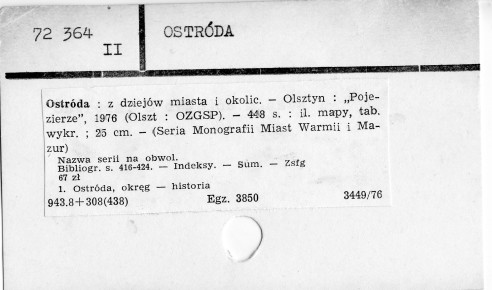 72 364
II
OSTRÓDA
Ostróda : z dziejów miasta i okolic. — Olsztyn : „Poje-
zierze”, 1976 (Olszt : OZGSP). — 448 s. : il. mapy, tab.
wykr. ; 25 cm. — (Seria Monografii Miast Warmii i Ma-
zur)
Nazwa serii na obwol.
Bibliogr. s. 416-424. — Indeksy. — Sum. — Zsfg
67 zł
1. Ostróda, okręg — historia
943.8+308(438) Egz. 3850 3449/76